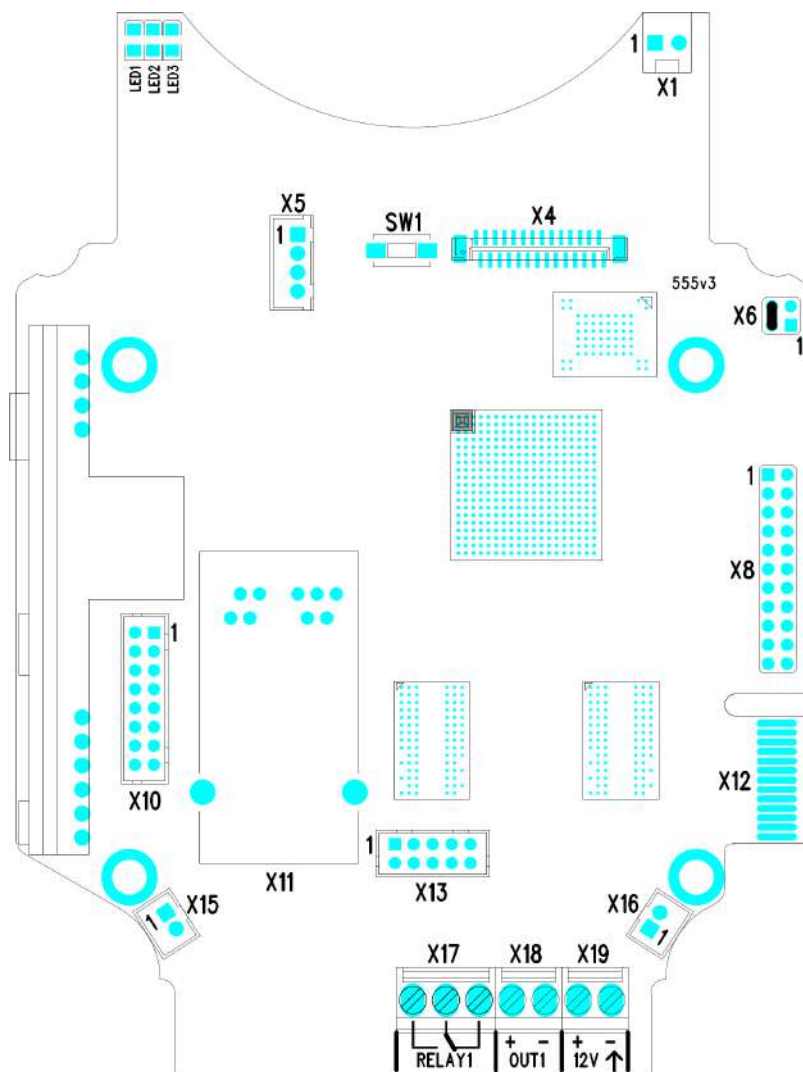 LED1
LED2
LED3
1
X1
X5
1
SW1
X4
555v3
X6
1
1
X8
1
X10
X11
X12
1
X13
X15
1
X16
1
X17
X18
X19
+ -
+ -
RELAY1
OUT1
12V